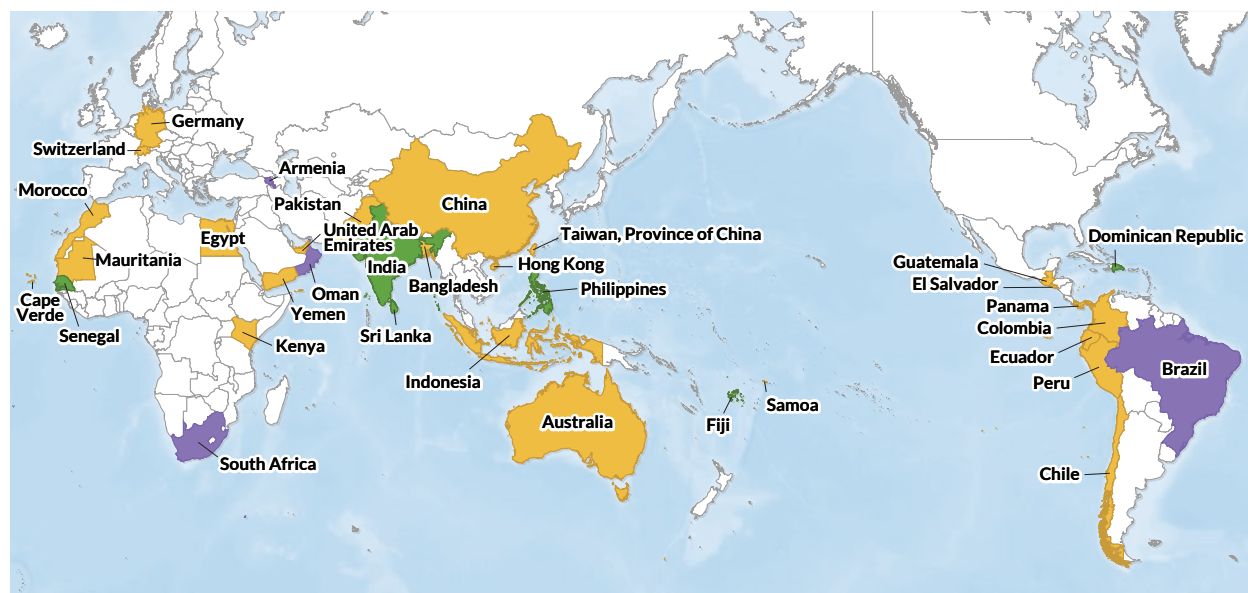 Germany
Switzerland
Armenia
Morocco
Pakistan
China
United Arab
Emirates
Egypt
Taiwan, Province of China
Dominican Republic
Mauritania
India
Hong Kong
Guatemala
El Salvador
Bangladesh
Philippines
Oman
Cape
Verde
Yemen
Panama
Senegal
Sri Lanka
Colombia
Kenya
Ecuador
Brazil
Indonesia
Peru
Samoa
Australia
Fiji
South Africa
Chile